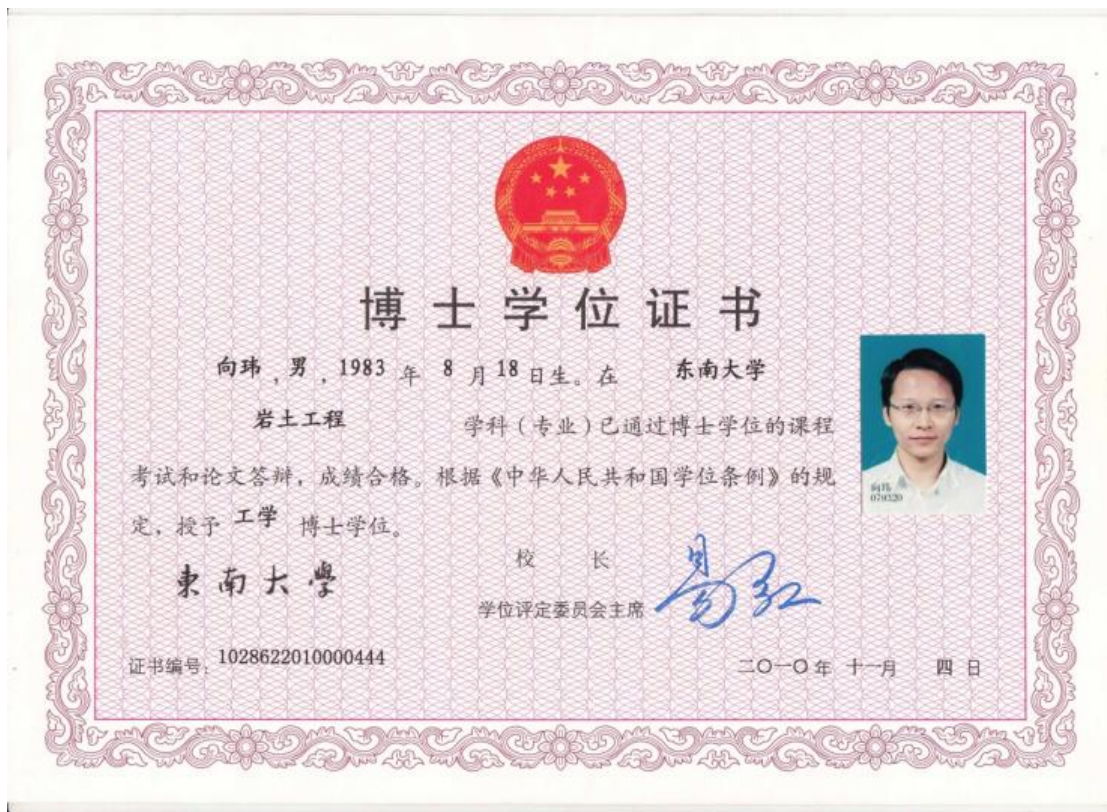 博士学位证书
向玮,男,1983 年 8 月 18 日生。在 东南大学
岩土工程 学科(专业)已通过博士学位的课程
考试和论文答辩,成绩合格。根据《中华人民共和国学位条例》的规
定,授予 工学 博士学位。
向玮
079320
東南大學
校 长
学位评定委员会主席
易红
证书编号:1028622010000444
二〇一〇年 十一月 四 日